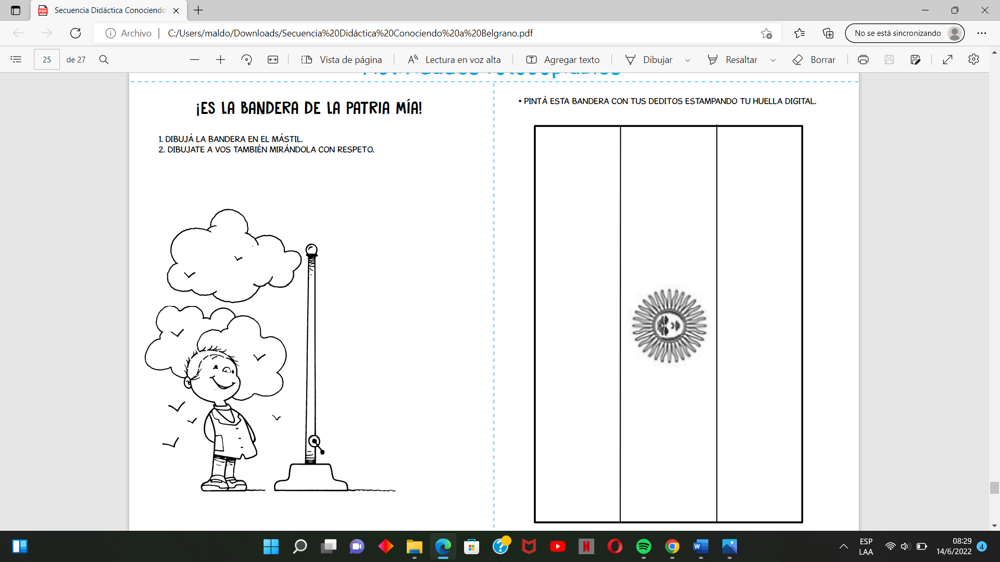 Secuencia Didáctica Conociendo
Archivo
C:/Users/maldo/Downloads/Secuencia%20Didáctica%20Conociendo%20a%20Belgrano.pdf
No se está sincronizando
25 de 27
Vista de página
Lectura en voz alta
Agregar texto
Dibujar
Resaltar
Borrar
¡ES LA BANDERA DE LA PATRIA MÍA!
1. DIBUJÁ LA BANDERA EN EL MÁSTIL.
2. DIBUJATE A VOS TAMBIÉN MIRÁNDOLA CON RESPETO.
• PINTÁ ESTA BANDERA CON TUS DEDITOS ESTAMPANDO TU HUELLA DIGITAL.
ESP
LAA
08:29
14/6/2022
4